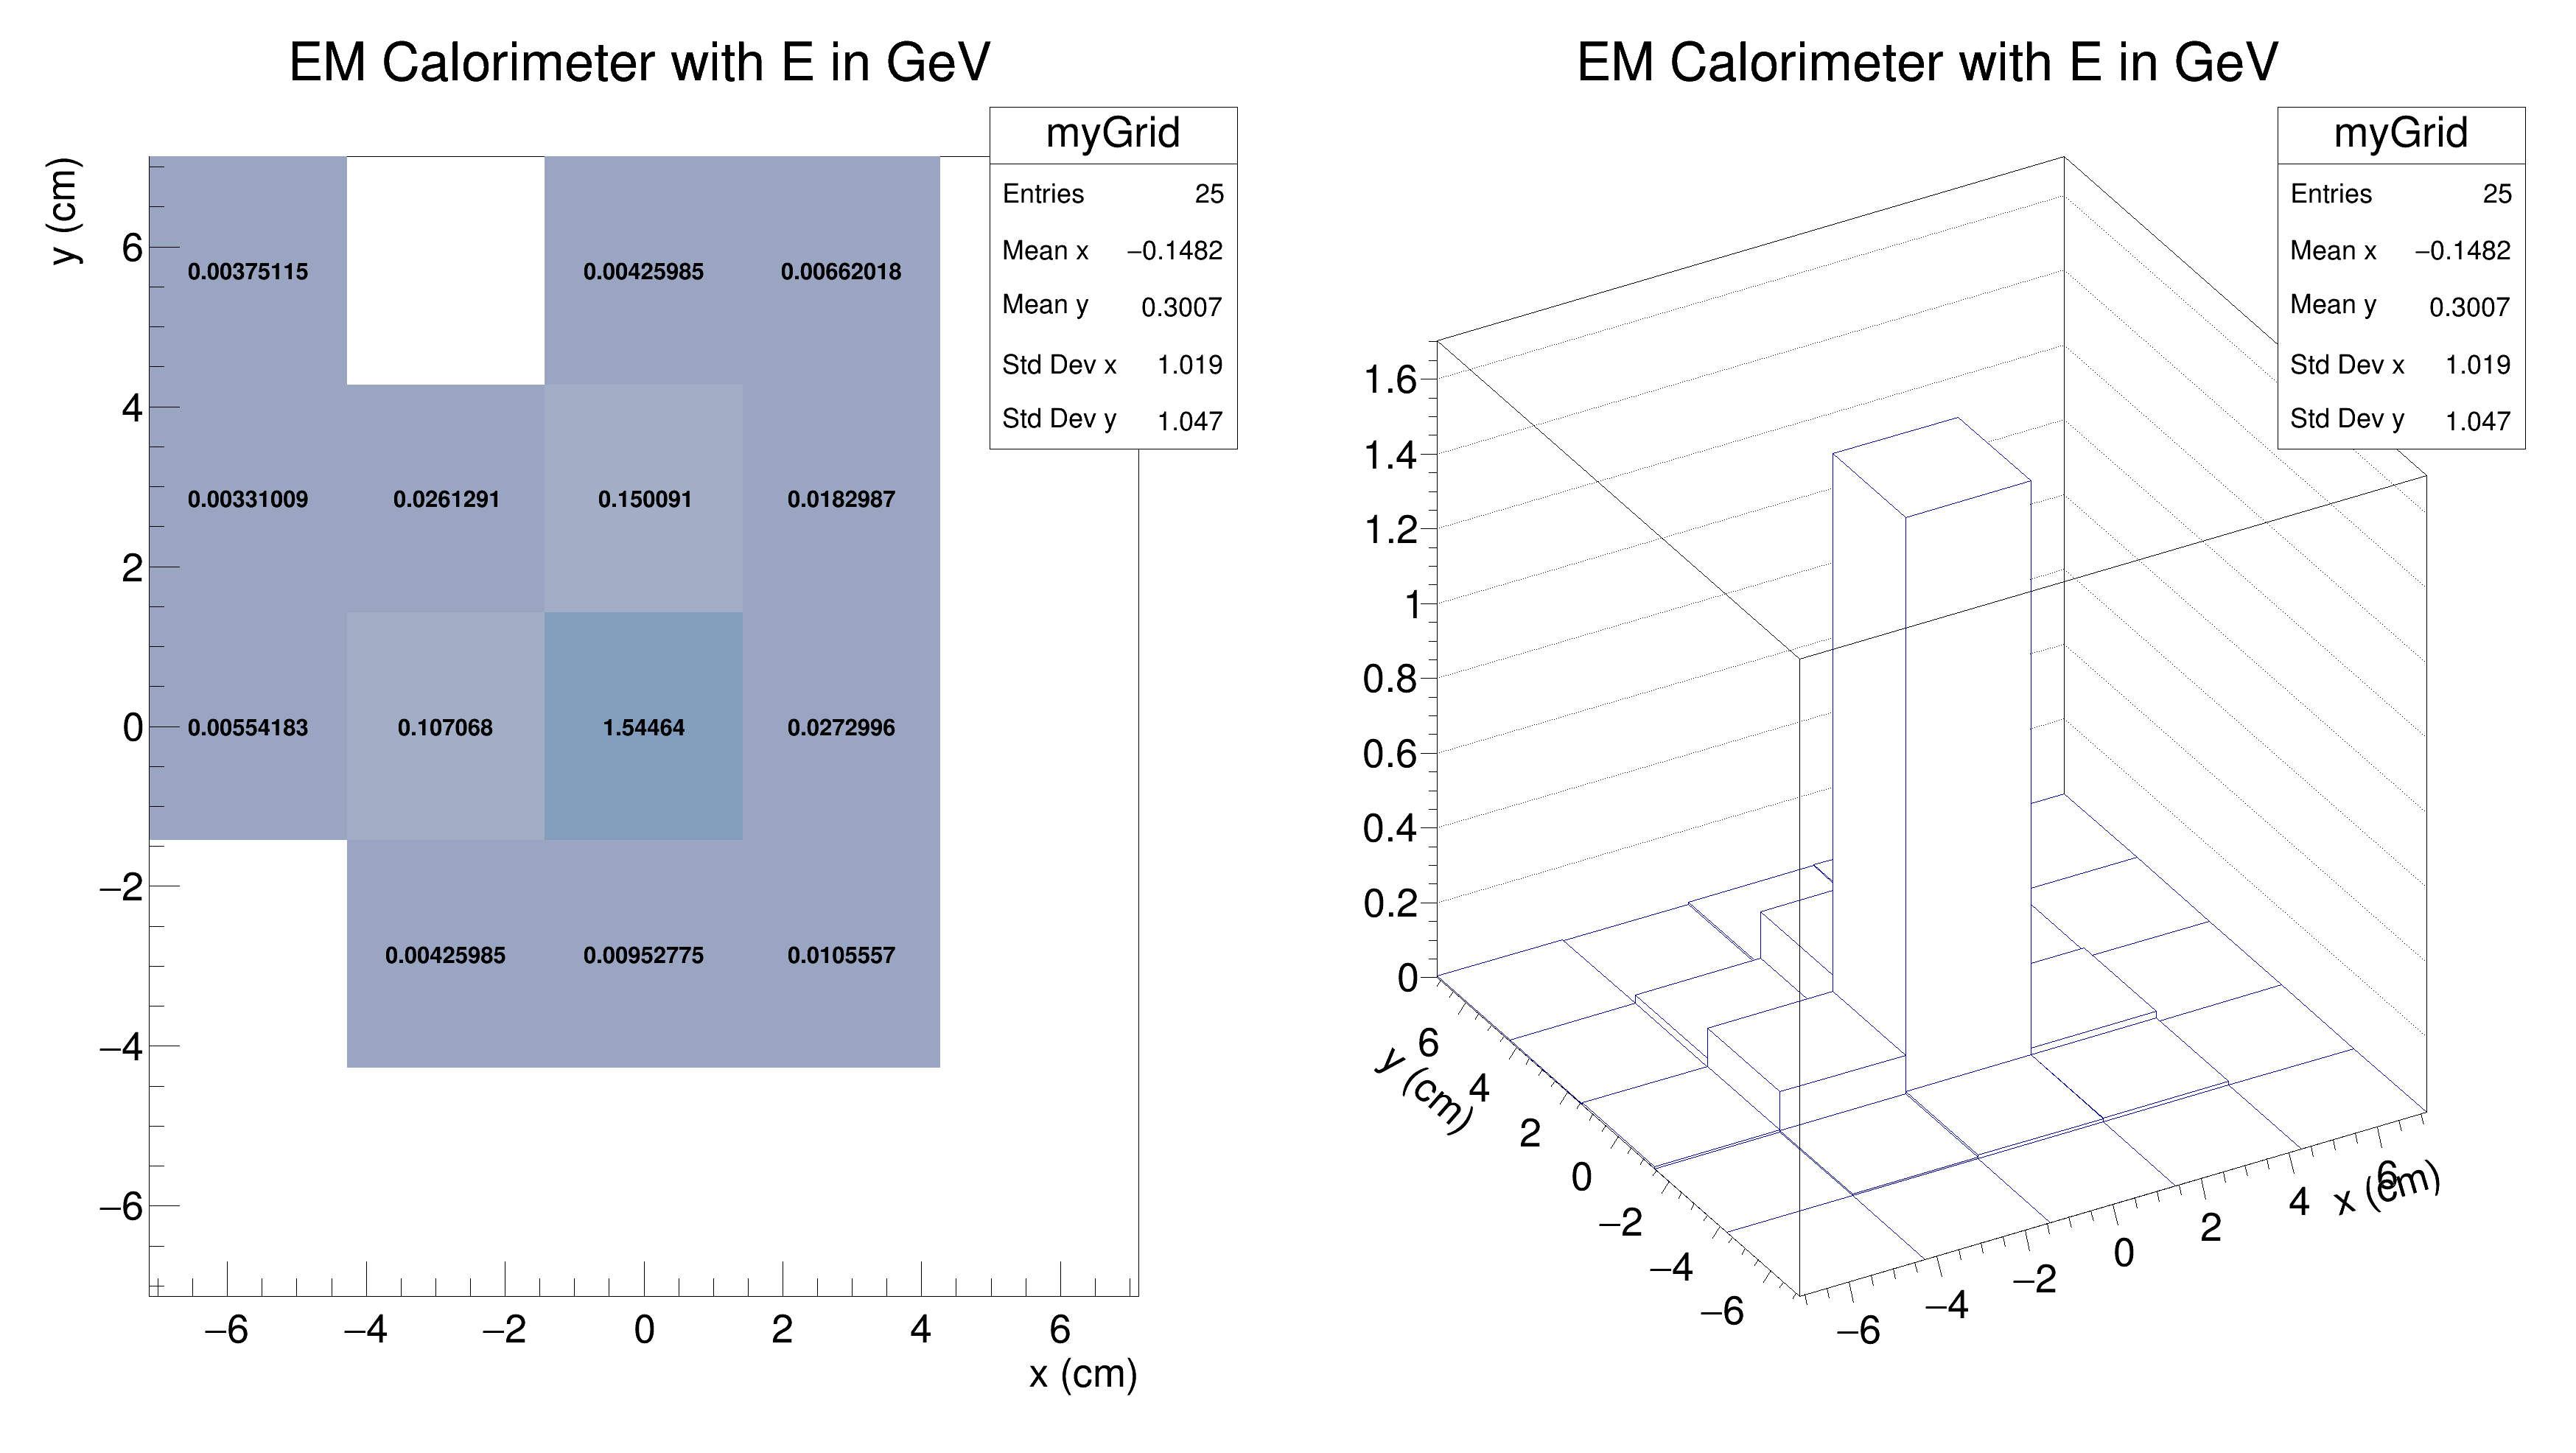 EM Calorimeter with E in GeV
myGrid
Entries 25
Mean x −0.1482
Mean y 0.3007
Std Dev x 1.019
Std Dev y 1.047
y (cm)
6
4
2
0
−2
−4
−6
0.00375115 0.00425985 0.00662018
0.00331009 0.0261291 0.150091 0.0182987
0.00554183 0.107068 1.54464 0.0272996
0.00425985 0.00952775 0.0105557
−6 −4 −2 0 2 4 6
x (cm)
EM Calorimeter with E in GeV
myGrid
Entries 25
Mean x −0.1482
Mean y 0.3007
Std Dev x 1.019
Std Dev y 1.047
1.6
1.4
1.2
1
0.8
0.6
0.4
0.2
0
6
4
2
0
−2
−4
−6
y (cm)
−6 −4 −2 0 2 4 6
x (cm)